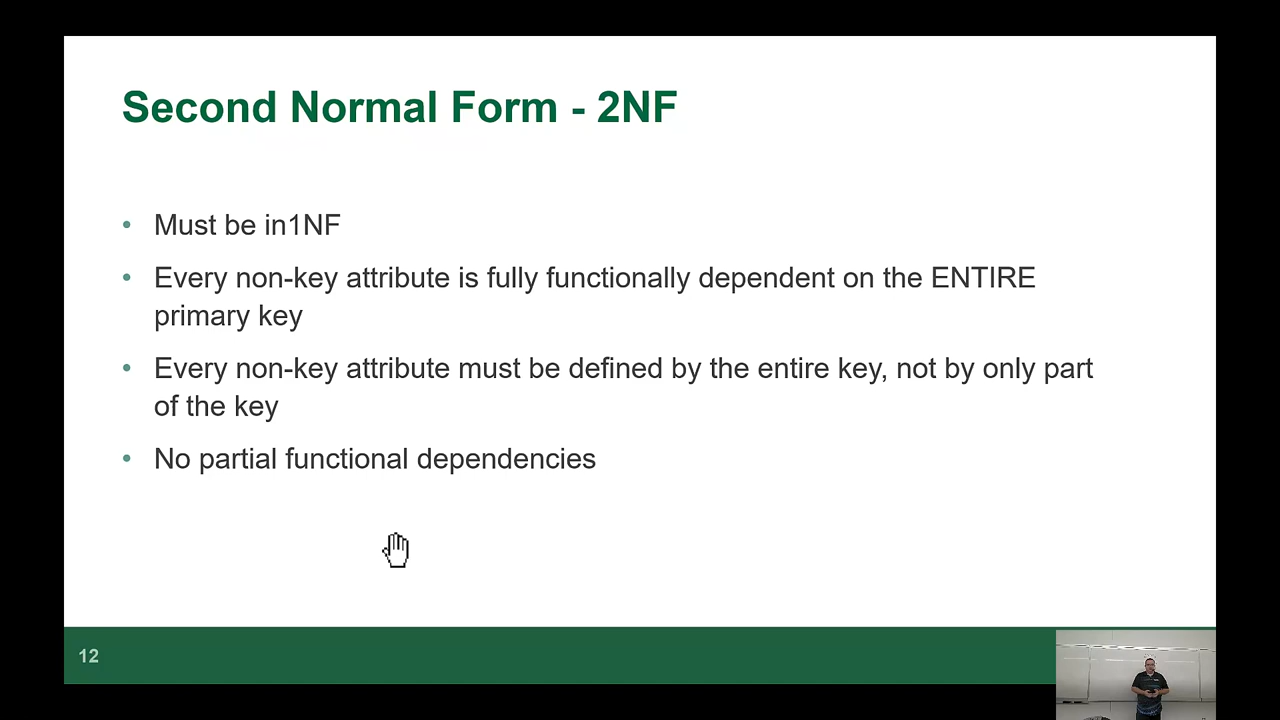 Second Normal Form - 2NF
• Must be in1NF
• Every non-key attribute is fully functionally dependent on the ENTIRE
primary key
• Every non-key attribute must be defined by the entire key, not by only part
of the key
• No partial functional dependencies
12